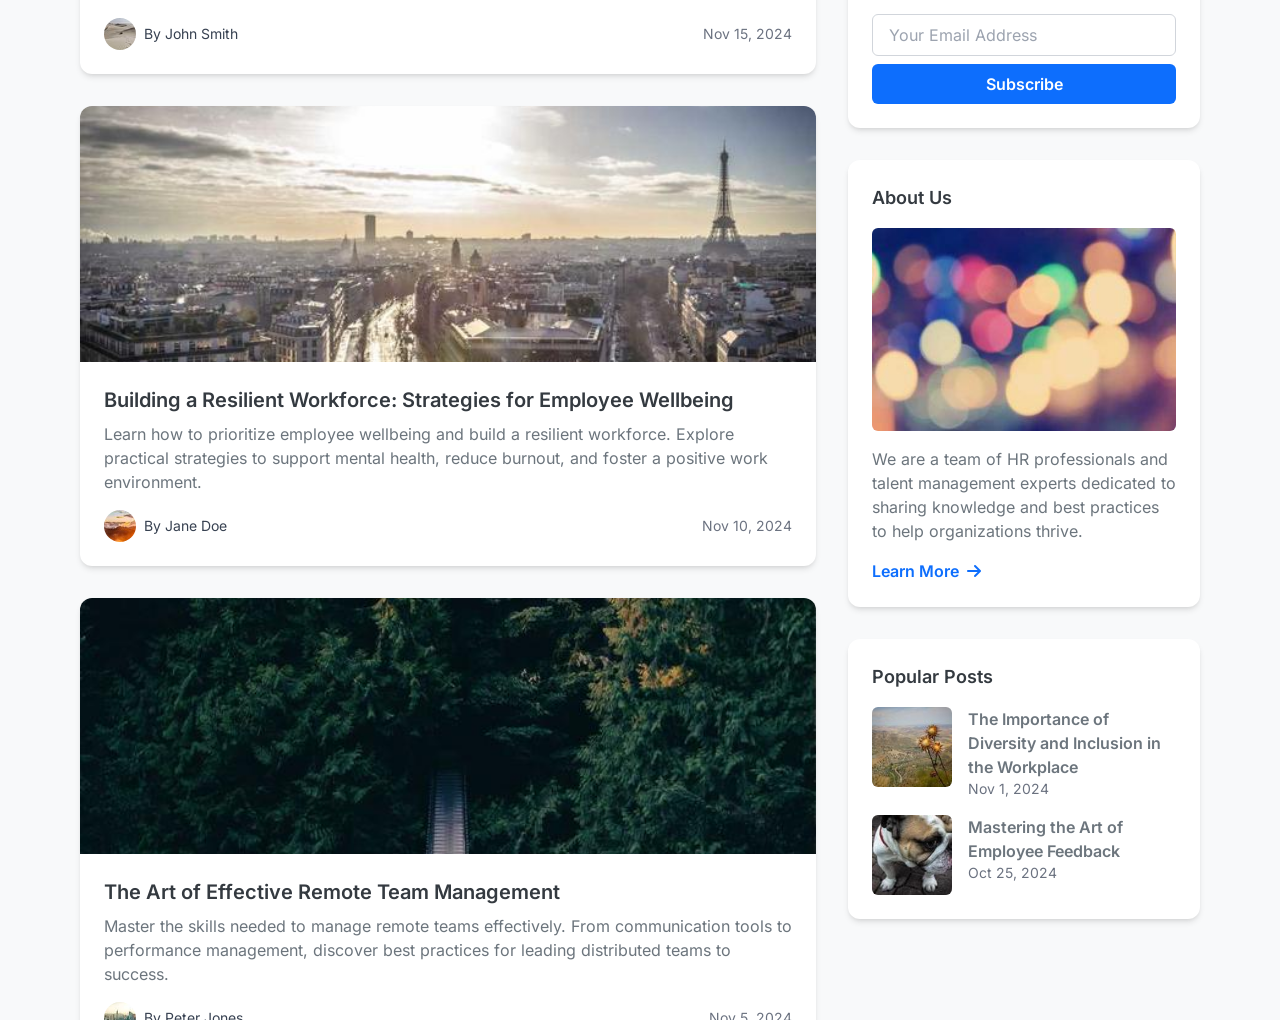 By John Smith
Nov 15, 2024
Building a Resilient Workforce: Strategies for Employee Wellbeing
Learn how to prioritize employee wellbeing and build a resilient workforce. Explore
practical strategies to support mental health, reduce burnout, and foster a positive work
environment.
By Jane Doe
Nov 10, 2024
The Art of Effective Remote Team Management
Master the skills needed to manage remote teams effectively. From communication tools to
performance management, discover best practices for leading distributed teams to
success.
By Peter Jones
Nov 5, 2024
Your Email Address
Subscribe
About Us
We are a team of HR professionals and
talent management experts dedicated to
sharing knowledge and best practices
to help organizations thrive.
Learn More
Popular Posts
The Importance of
Diversity and Inclusion in
the Workplace
Nov 1, 2024
Mastering the Art of
Employee Feedback
Oct 25, 2024